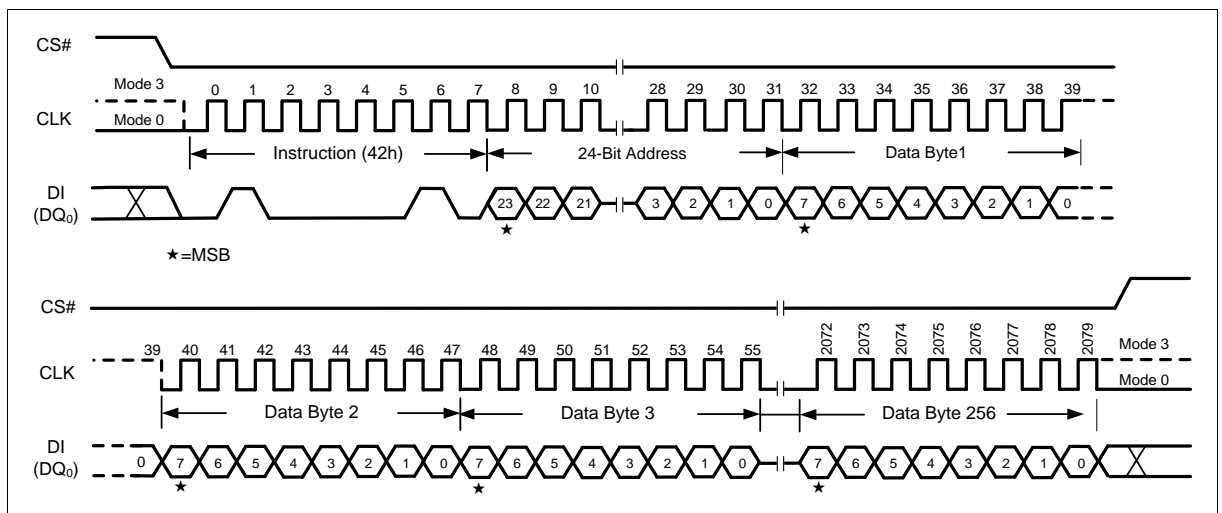 CS#
Mode 3
0 1 2 3 4 5 6 7 8 9 10 28 29 30 31 32 33 34 35 36 37 38 39
CLK
Mode 0
Instruction (42h) 24-Bit Address Data Byte1
DI
(DQ0)
23 22 21 3 2 1 0 7 6 5 4 3 2 1 0
★ ★
★=MSB
CS#
39 40 41 42 43 44 45 46 47 48 49 50 51 52 53 54 55 2072 2073 2074 2075 2076 2077 2078 2079
Mode 3
CLK
Mode 0
Data Byte 2 Data Byte 3 Data Byte 256
DI
(DQ0)
0 7 6 5 4 3 2 1 0 7 6 5 4 3 2 1 0 7 6 5 4 3 2 1 0
★ ★ ★